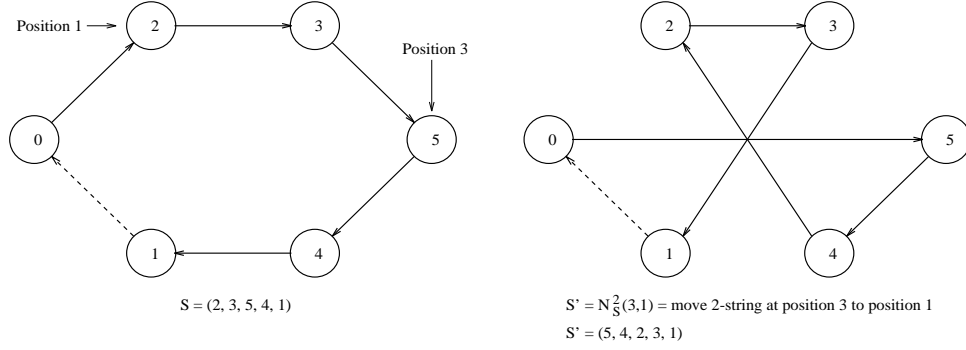 Position 1
2
3
Position 3
0
5
1
4
S = (2, 3, 5, 4, 1)
2
3
0
5
1
4
S' = N²S(3,1) = move 2-string at position 3 to position 1
S' = (5, 4, 2, 3, 1)